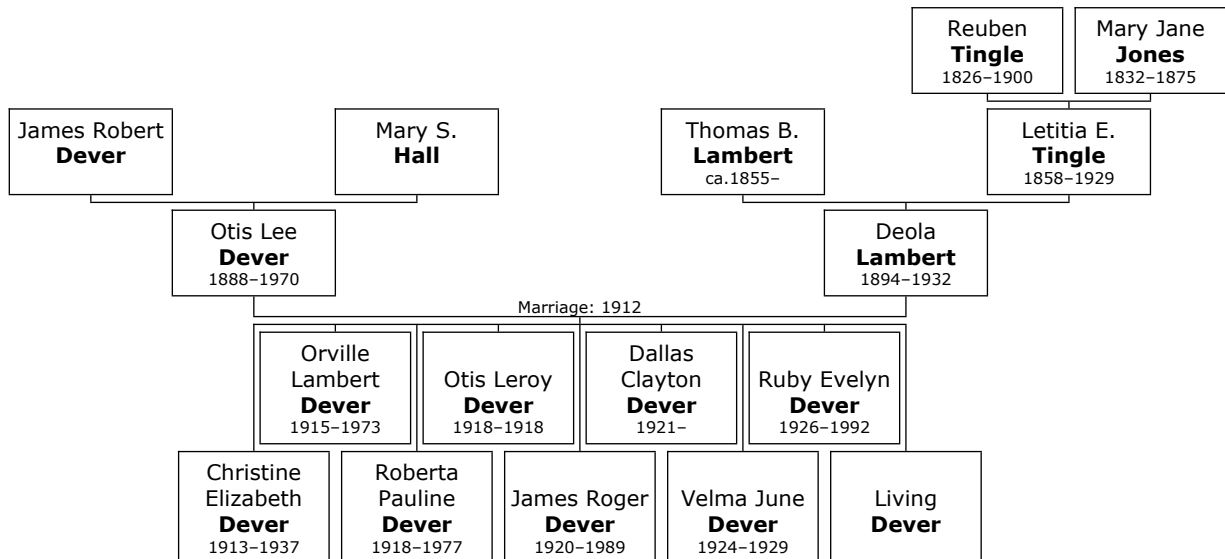 Reuben
Tingle
1826–1900
Mary Jane
Jones
1832–1875
James Robert
Dever
Mary S.
Hall
Thomas B.
Lambert
ca.1855–
Letitia E.
Tingle
1858–1929
Otis Lee
Dever
1888–1970
Deola
Lambert
1894–1932
Marriage: 1912
Orville
Lambert
Dever
1915–1973
Otis Leroy
Dever
1918–1918
Dallas
Clayton
Dever
1921–
Ruby Evelyn
Dever
1926–1992
Christine
Elizabeth
Dever
1913–1937
Roberta
Pauline
Dever
1918–1977
James Roger
Dever
1920–1989
Velma June
Dever
1924–1929
Living
Dever